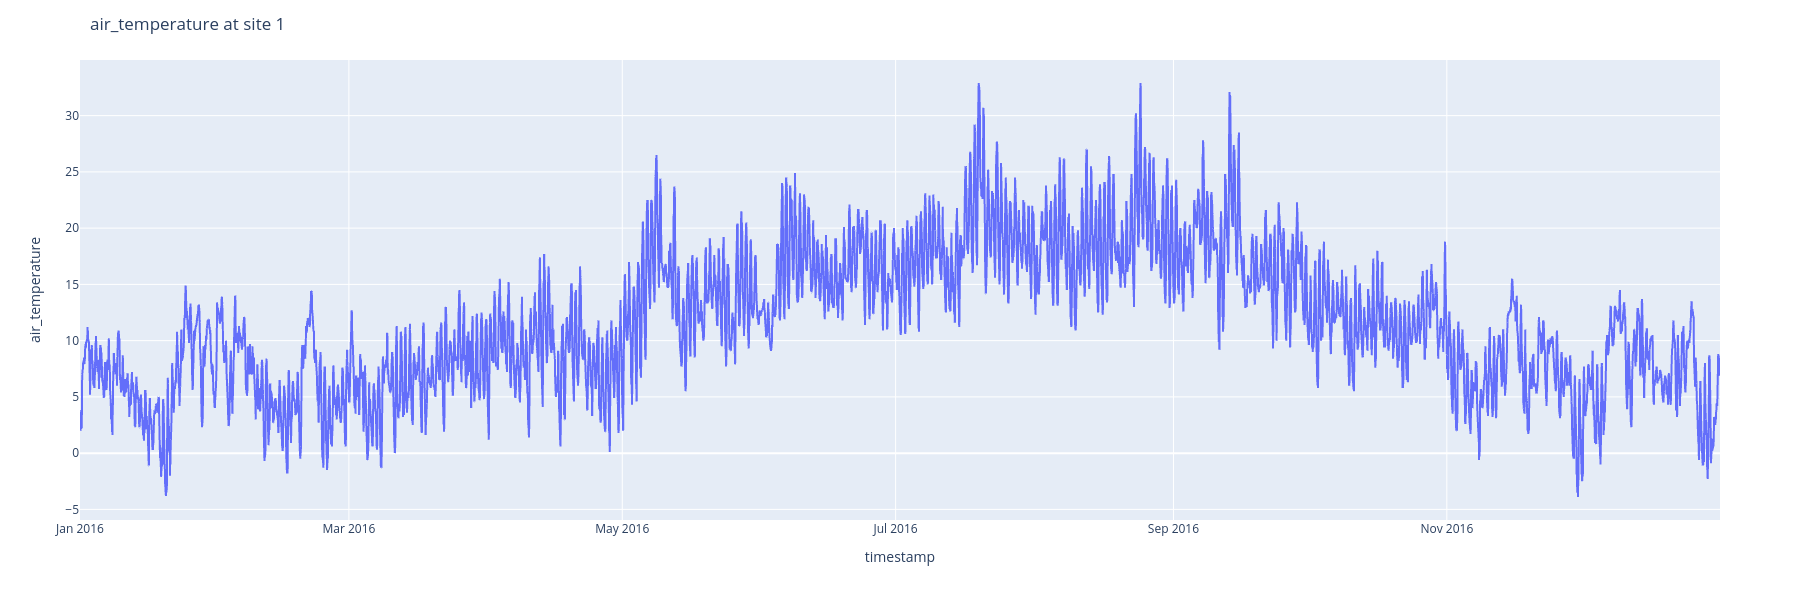 air_temperature at site 1
air_temperature
30
25
20
15
10
5
0
−5
Jan 2016
Mar 2016
May 2016
Jul 2016
Sep 2016
Nov 2016
timestamp